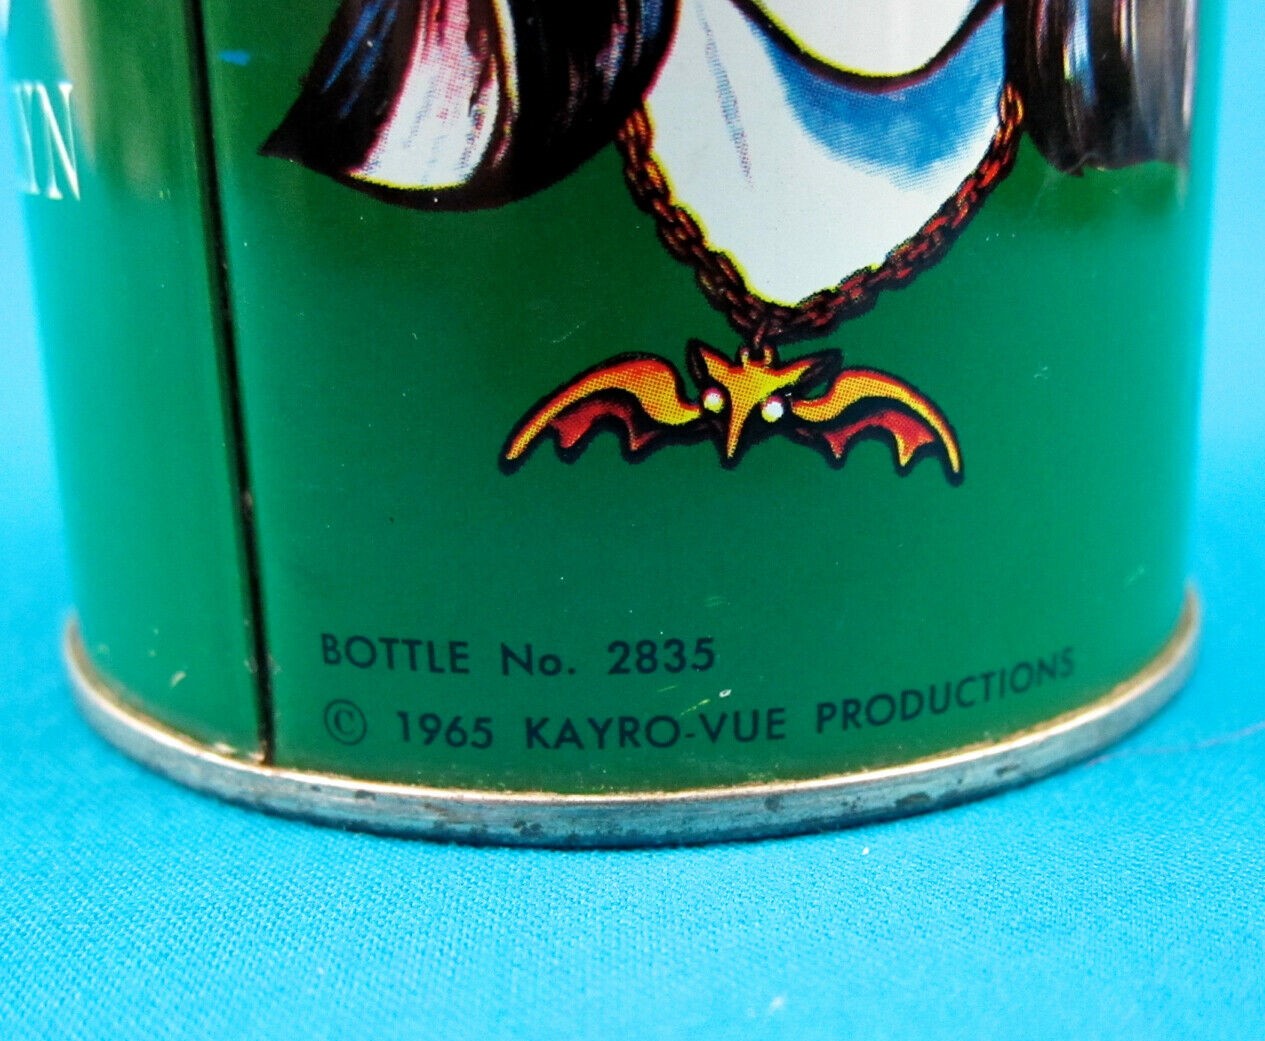 BOTTLE No. 2835
© 1965 KAYRO-VUE PRODUCTIONS